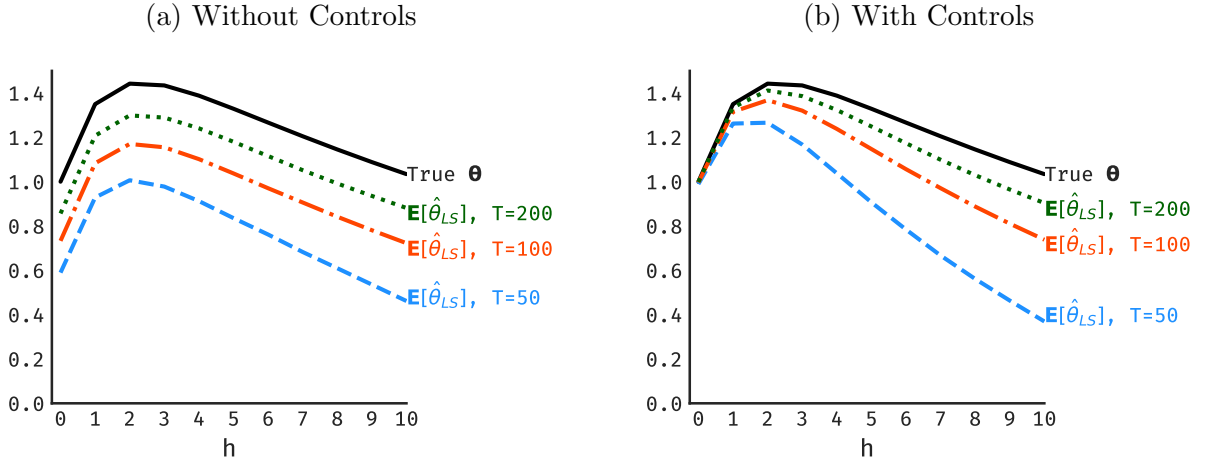 (a) Without Controls
1.4
1.2
1.0
0.8
0.6
0.4
0.2
0.0
0 1 2 3 4 5 6 7 8 9 10
h
True θ
E[θ̂_LS], T=200
E[θ̂_LS], T=100
E[θ̂_LS], T=50
(b) With Controls
1.4
1.2
1.0
0.8
0.6
0.4
0.2
0.0
0 1 2 3 4 5 6 7 8 9 10
h
True θ
E[θ̂_LS], T=200
E[θ̂_LS], T=100
E[θ̂_LS], T=50